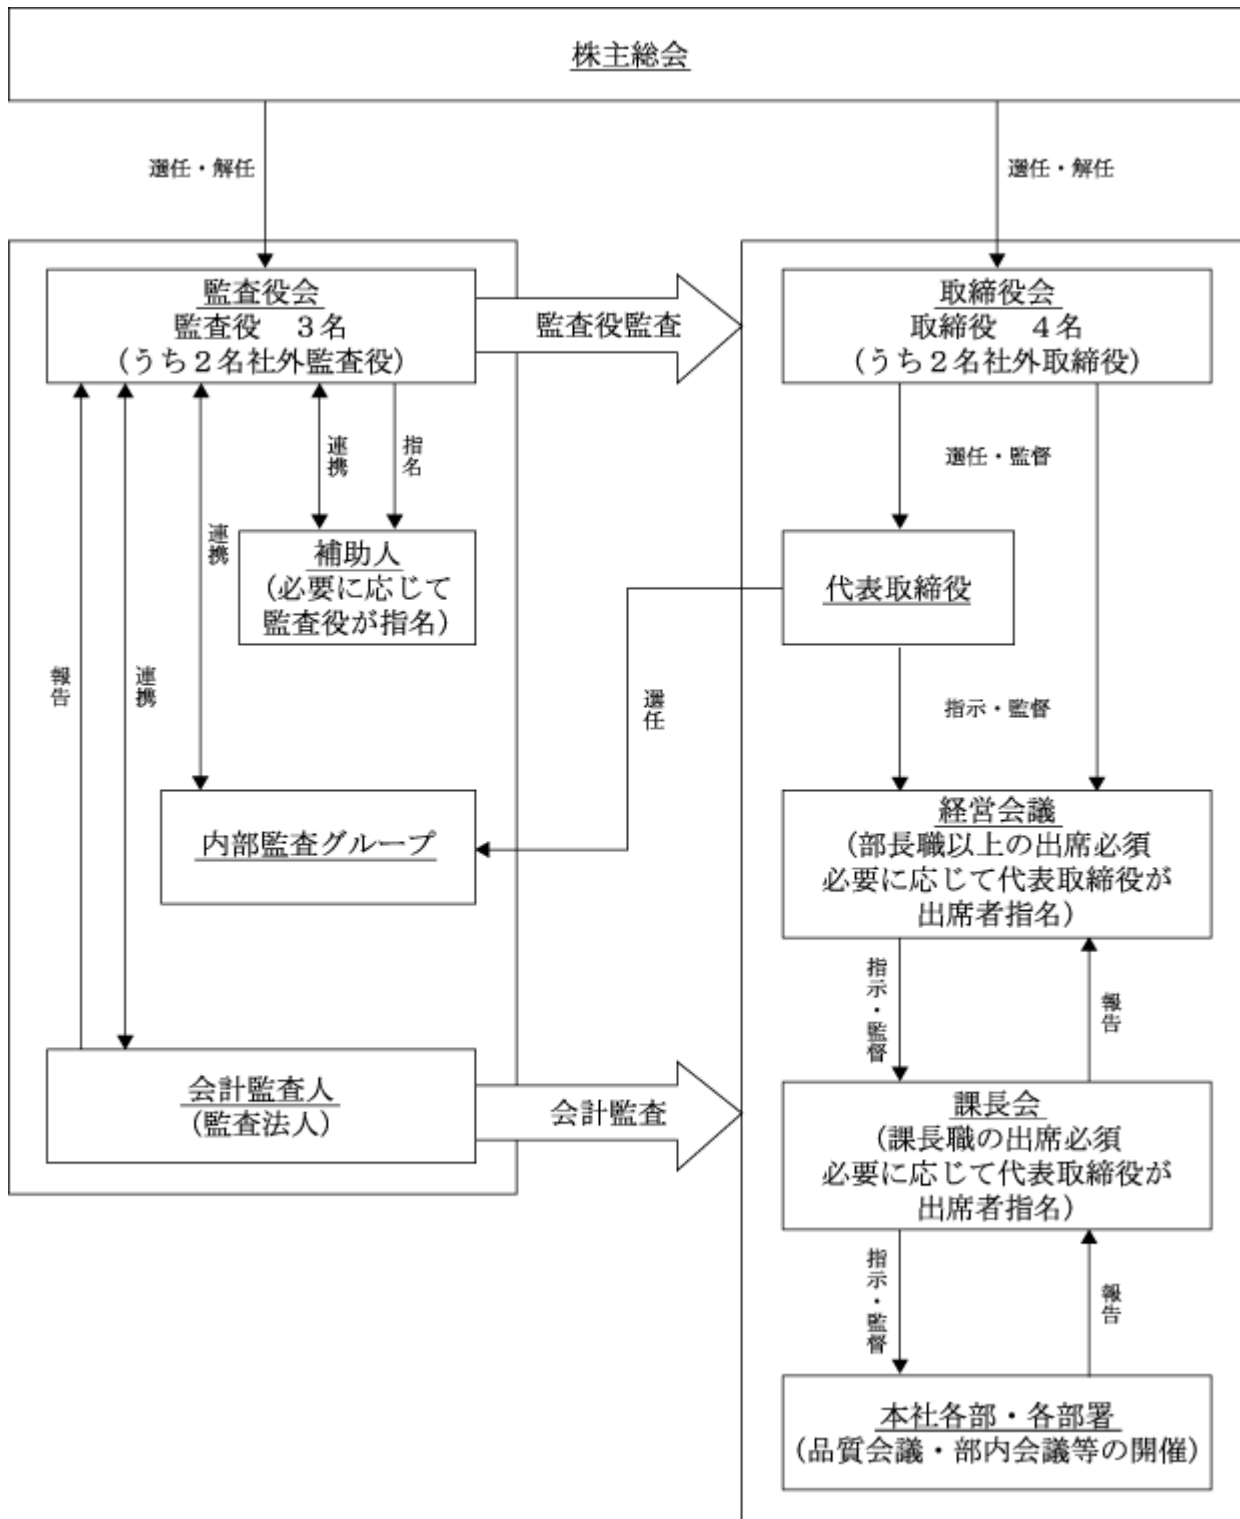 株主総会
選任・解任
選任・解任
監査役会
監査役　３名
(うち２名社外監査役)
監査役監査
取締役会
取締役　４名
(うち２名社外取締役)
連携
指名
選任・監督
連携
補助人
(必要に応じて
監査役が指名)
代表取締役
報告
連携
選任
指示・監督
内部監査グループ
経営会議
(部長職以上の出席必須
必要に応じて代表取締役が
出席者指名)
指示・監督
報告
会計監査人
(監査法人)
会計監査
課長会
(課長職の出席必須
必要に応じて代表取締役が
出席者指名)
指示・監督
報告
本社各部・各部署
(品質会議・部内会議等の開催)